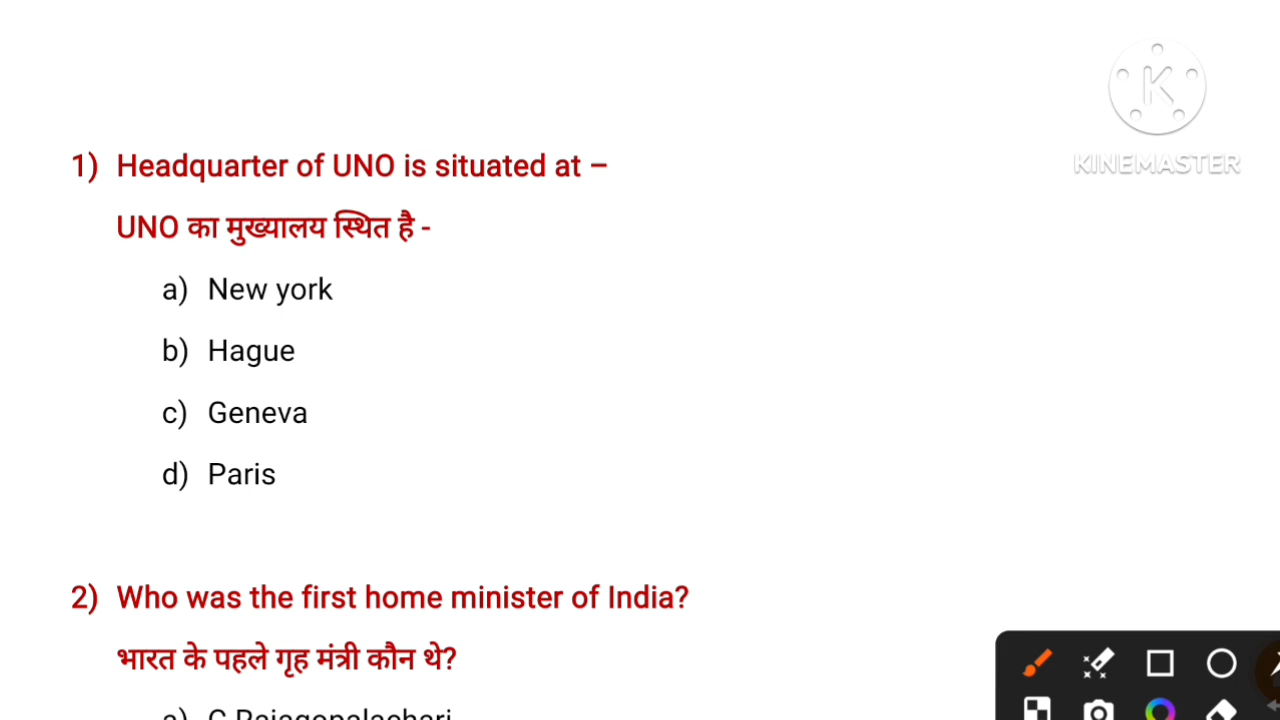 KINEMASTER
1) Headquarter of UNO is situated at –
UNO का मुख्यालय स्थित है -
a) New york
b) Hague
c) Geneva
d) Paris
2) Who was the first home minister of India?
भारत के पहले गृह मंत्री कौन थे?
a) C Rajagopalachari